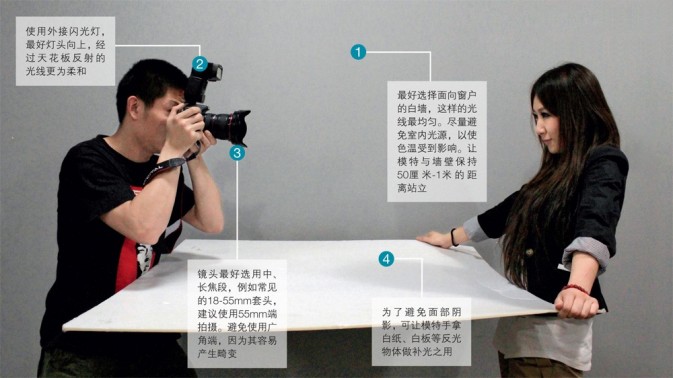 使用外接闪光灯,
最好灯头向上，经
过天花板反射的
光线更为柔和
2
1
最好选择面向窗户
的白墙，这样的光
线最均匀。尽量避
免室内光源，以使
色温受到影响。让
模特与墙壁保持
50厘米-1米的距
离站立
3
镜头最好选用中、
长焦段，例如常见
的18-55mm套头，
建议使用55mm端
拍摄。避免使用广
角端，因为其容易
产生畸变
4
为了避免面部阴
影，可让模特手拿
白纸、白板等反光
物体做补光之用